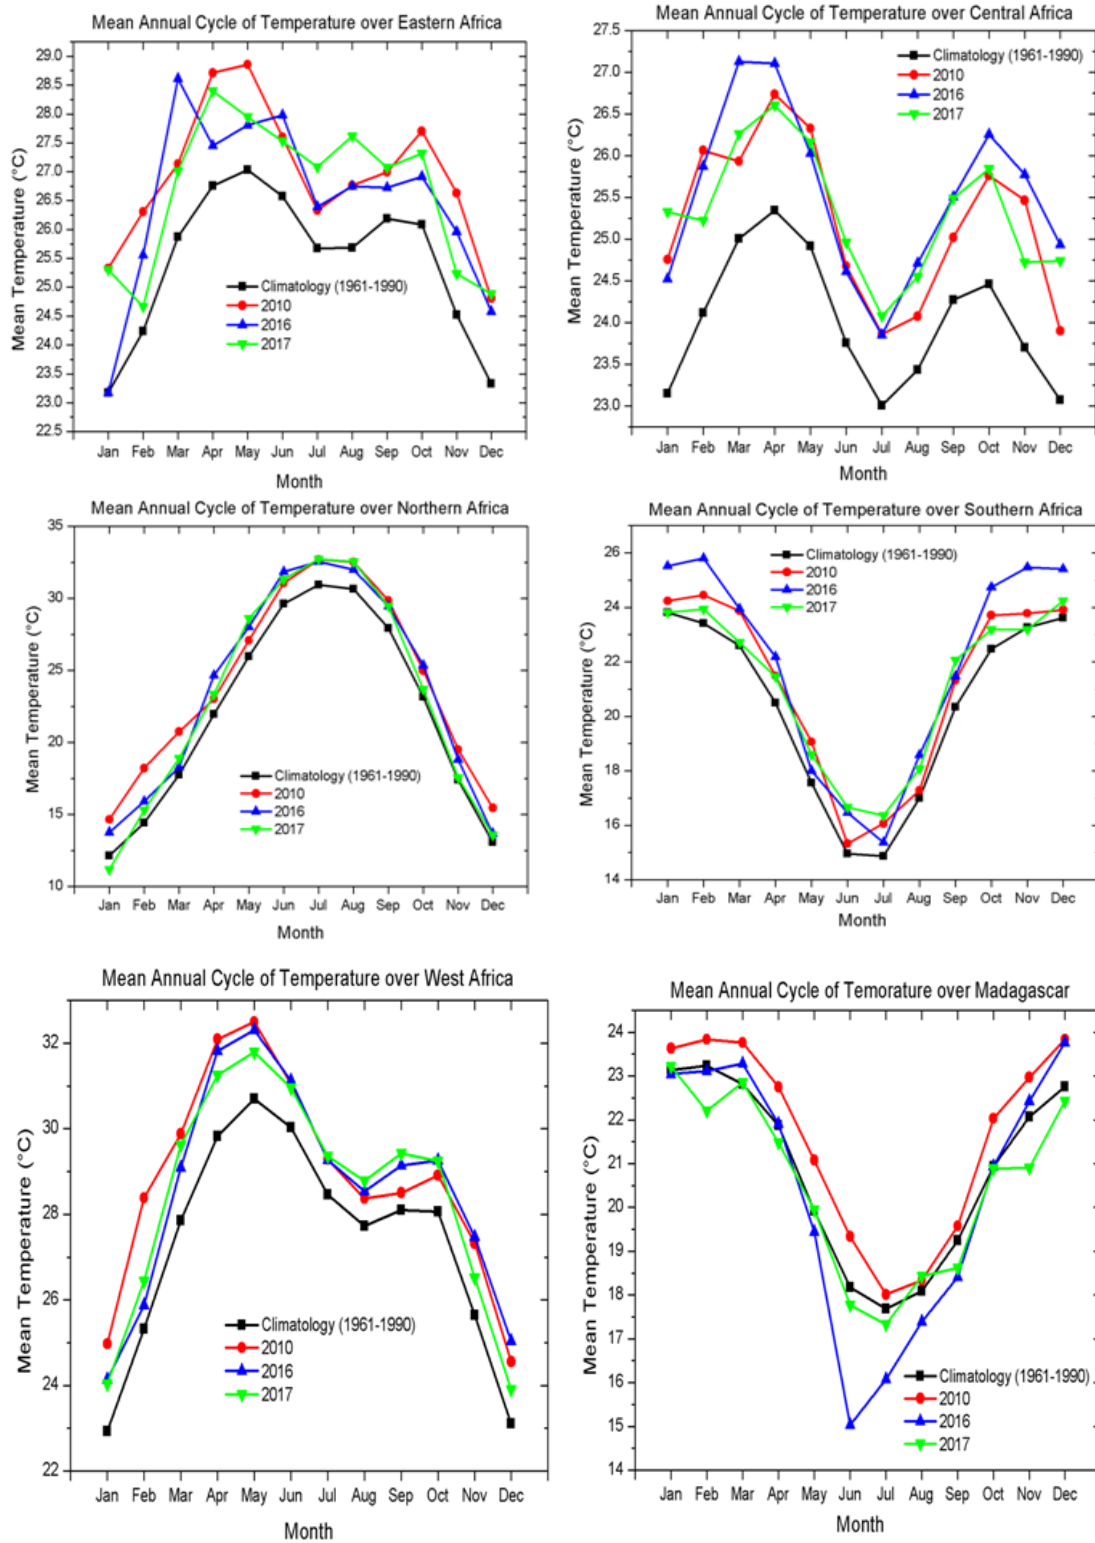 Mean Annual Cycle of Temperature over Eastern Africa
Mean Temperature (°C)
29.0
28.5
28.0
27.5
27.0
26.5
26.0
25.5
25.0
24.5
24.0
23.5
23.0
22.5
Climatology (1961-1990)
2010
2016
2017
Jan Feb Mar Apr May Jun Jul Aug Sep Oct Nov Dec
Month
Mean Annual Cycle of Temperature over Central Africa
Mean Temperature (°C)
27.5
27.0
26.5
26.0
25.5
25.0
24.5
24.0
23.5
23.0
Climatology (1961-1990)
2010
2016
2017
Jan Feb Mar Apr May Jun Jul Aug Sep Oct Nov Dec
Month
Mean Annual Cycle of Temperature over Northern Africa
Mean Temperature (°C)
35
30
25
20
15
10
Climatology (1961-1990)
2010
2016
2017
Jan Feb Mar Apr May Jun Jul Aug Sep Oct Nov Dec
Month
Mean Annual Cycle of Temperature over Southern Africa
Mean Temperature (°C)
26
24
22
20
18
16
14
Climatology (1961-1990)
2010
2016
2017
Jan Feb Mar Apr May Jun Jul Aug Sep Oct Nov Dec
Month
Mean Annual Cycle of Temperature over West Africa
Mean Temperature (°C)
32
30
28
26
24
22
Climatology (1961-1990)
2010
2016
2017
Jan Feb Mar Apr May Jun Jul Aug Sep Oct Nov Dec
Month
Mean Annual Cycle of Temorature over Madagascar
Mean Temperature (°C)
24
23
22
21
20
19
18
17
16
15
14
Climatology (1961-1990)
2010
2016
2017
Jan Feb Mar Apr May Jun Jul Aug Sep Oct Nov Dec
Month